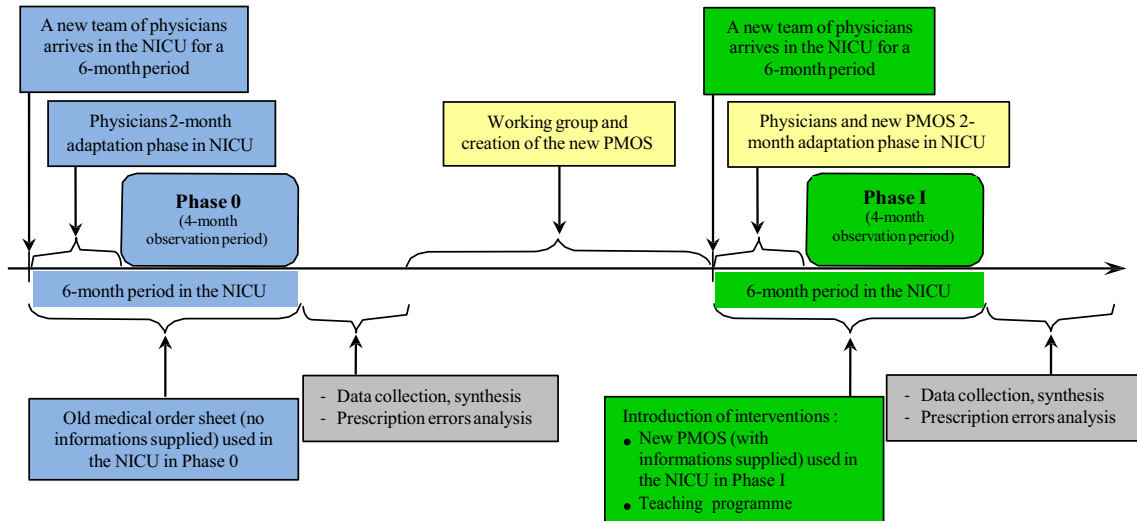 A new team of physicians
arrives in the NICU for a
6-month period
A new team of physicians
arrives in the NICU for a
6-month period
Physicians 2-month
adaptation phase in NICU
Working group and
creation of the new PMOS
Physicians and new PMOS 2-
month adaptation phase in NICU
Phase 0
(4-month
observation period)
Phase I
(4-month
observation period)
6-month period in the NICU
6-month period in the NICU
Old medical order sheet (no
informations supplied) used in
the NICU in Phase 0
- Data collection, synthesis
- Prescription errors analysis
Introduction of interventions :
● New PMOS (with
informations supplied) used in
the NICU in Phase I
● Teaching programme
- Data collection, synthesis
- Prescription errors analysis